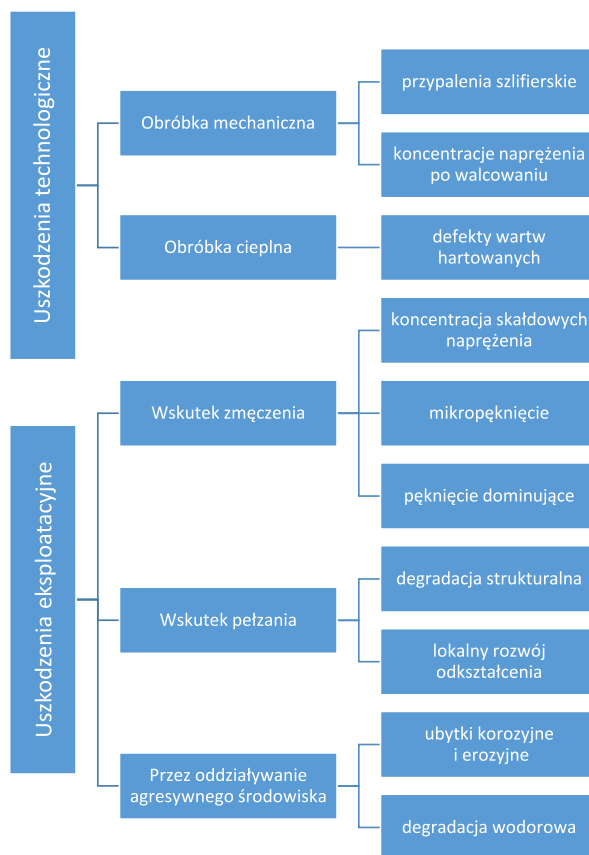 Uszkodzenia technologiczne
Obróbka mechaniczna
przypalenia szlifierskie
koncentracje naprężenia
po walcowaniu
Obróbka cieplna
defekty wartw
hartowanych
Uszkodzenia eksploatacyjne
Wskutek zmęczenia
koncentracja skałdowych
naprężenia
mikropęknięcie
pęknięcie dominujące
Wskutek pełzania
degradacja strukturalna
lokalny rozwój
odkształcenia
Przez oddziaływanie
agresywnego środowiska
ubytki korozyjne
i erozyjne
degradacja wodorowa